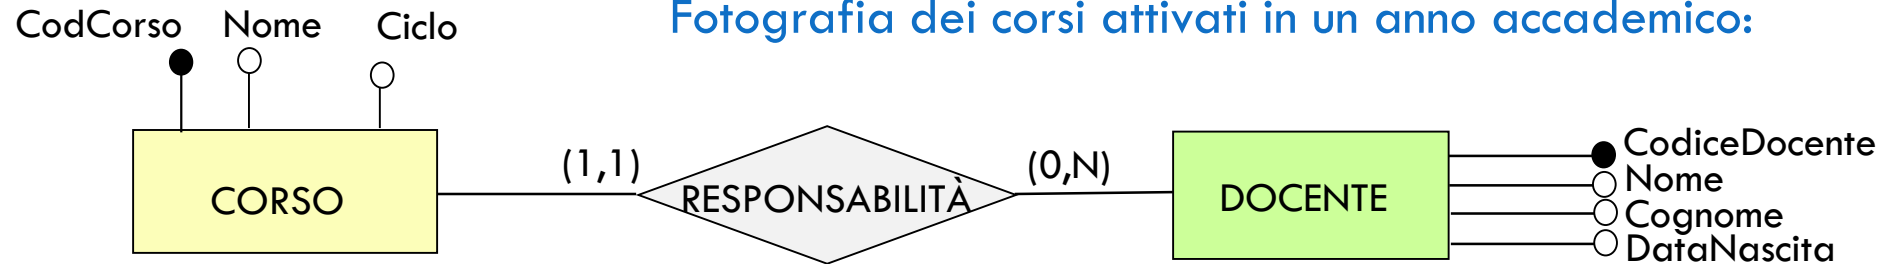 Fotografia dei corsi attivati in un anno accademico:
CodCorso
Nome
Ciclo
CORSO
(1,1)
RESPONSABILITÀ
(0,N)
DOCENTE
CodiceDocente
Nome
Cognome
DataNascita